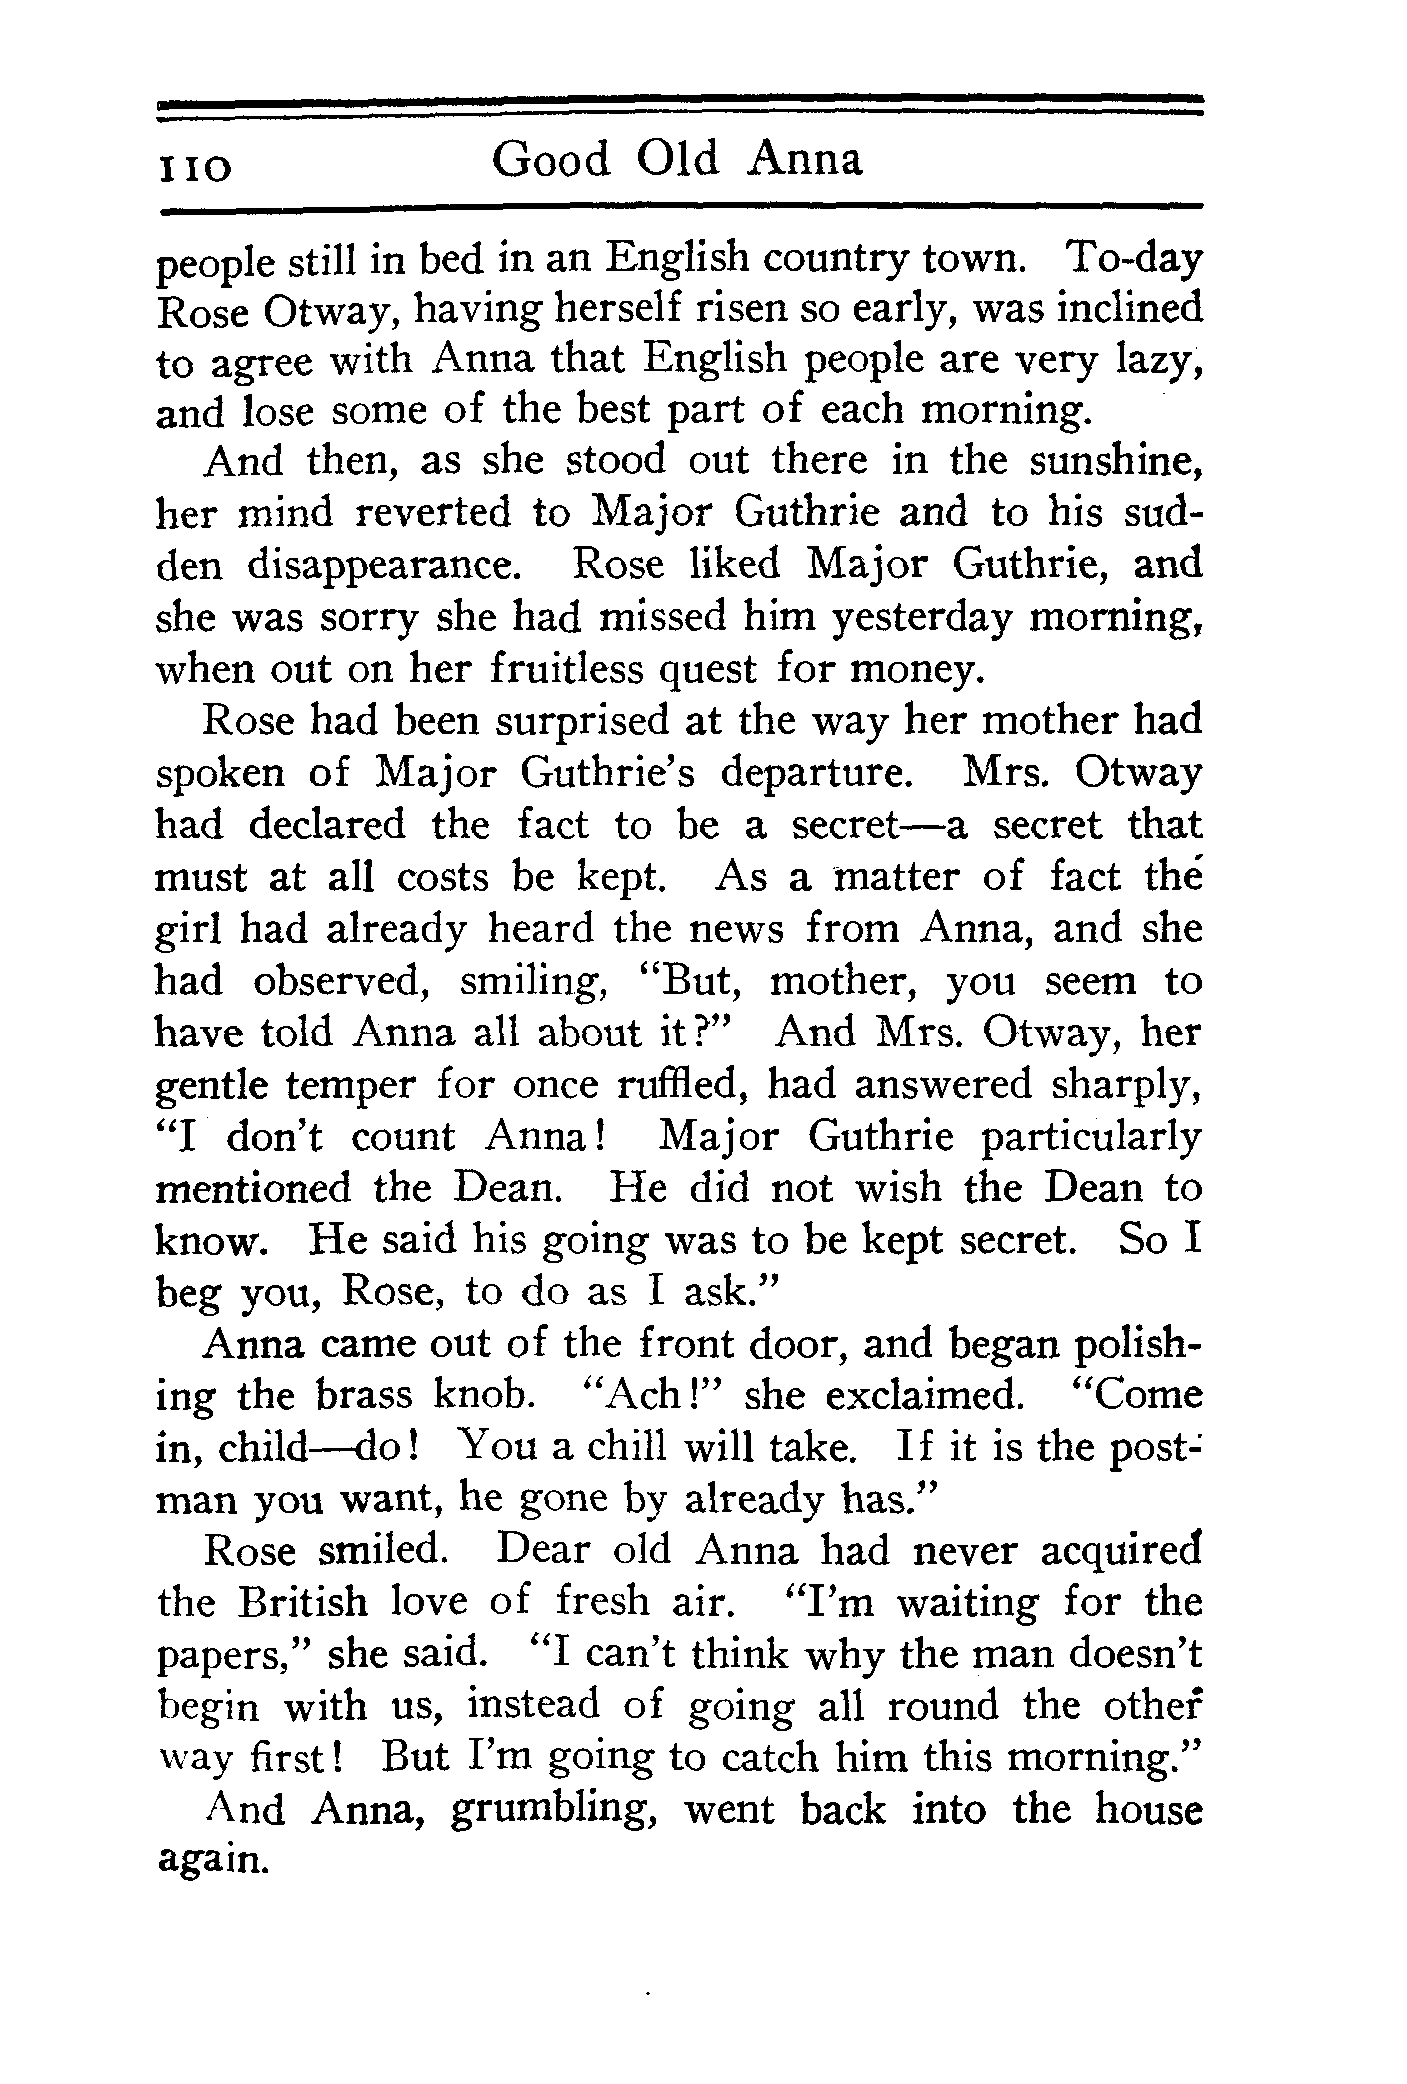 110 Good Old Anna
people still in bed in an English country town. To-day
Rose Otway, having herself risen so early, was inclined
to agree with Anna that English people are very lazy,
and lose some of the best part of each morning.
And then, as she stood out there in the sunshine,
her mind reverted to Major Guthrie and to his sud-
den disappearance. Rose liked Major Guthrie, and
she was sorry she had missed him yesterday morning,
when out on her fruitless quest for money.
Rose had been surprised at the way her mother had
spoken of Major Guthrie's departure. Mrs. Otway
had declared the fact to be a secret—a secret that
must at all costs be kept. As a matter of fact the
girl had already heard the news from Anna, and she
had observed, smiling, "But, mother, you seem to
have told Anna all about it?" And Mrs. Otway, her
gentle temper for once ruffled, had answered sharply,
"I don't count Anna! Major Guthrie particularly
mentioned the Dean. He did not wish the Dean to
know. He said his going was to be kept secret. So I
beg you, Rose, to do as I ask."
Anna came out of the front door, and began polish-
ing the brass knob. "Ach!" she exclaimed. "Come
in, child—do! You a chill will take. If it is the post-
man you want, he gone by already has."
Rose smiled. Dear old Anna had never acquired
the British love of fresh air. "I'm waiting for the
papers," she said. "I can't think why the man doesn't
begin with us, instead of going all round the other
way first! But I'm going to catch him this morning."
And Anna, grumbling, went back into the house
again.